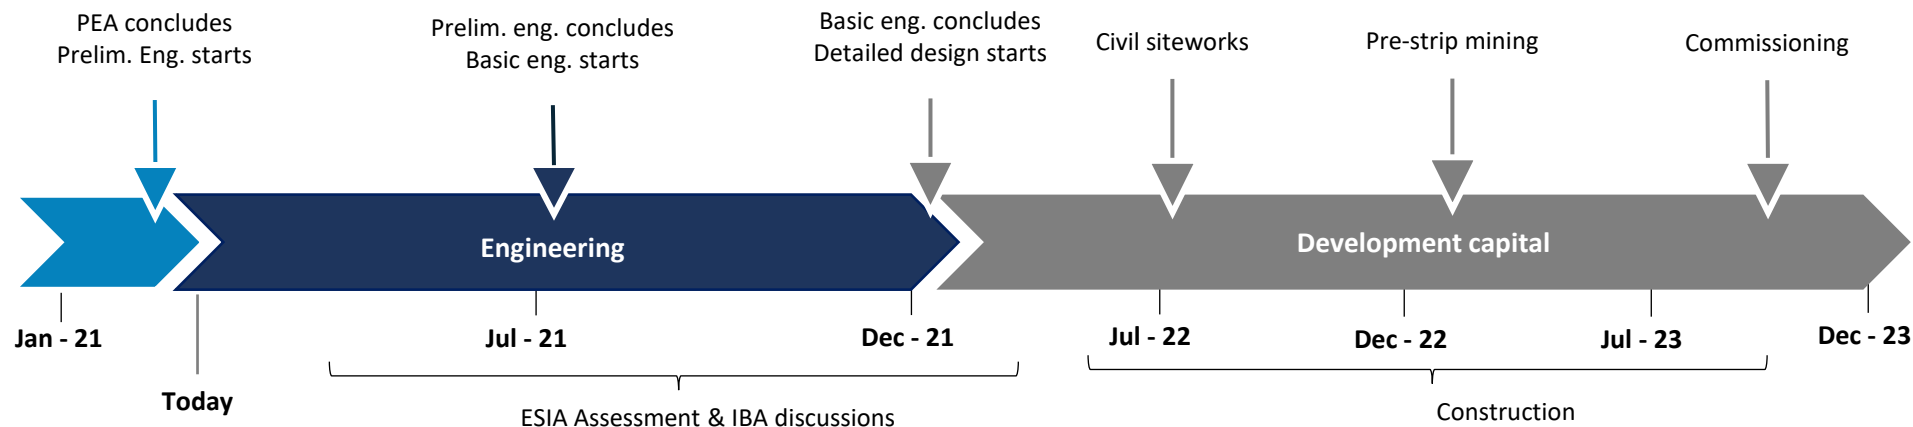 PEA concludes
Prelim. Eng. starts
Prelim. eng. concludes
Basic eng. starts
Basic eng. concludes
Detailed design starts
Civil siteworks
Pre-strip mining
Commissioning
Engineering
Development capital
Jan - 21
Jul - 21
Dec - 21
Jul - 22
Dec - 22
Jul - 23
Dec - 23
Today
ESIA Assessment & IBA discussions
Construction